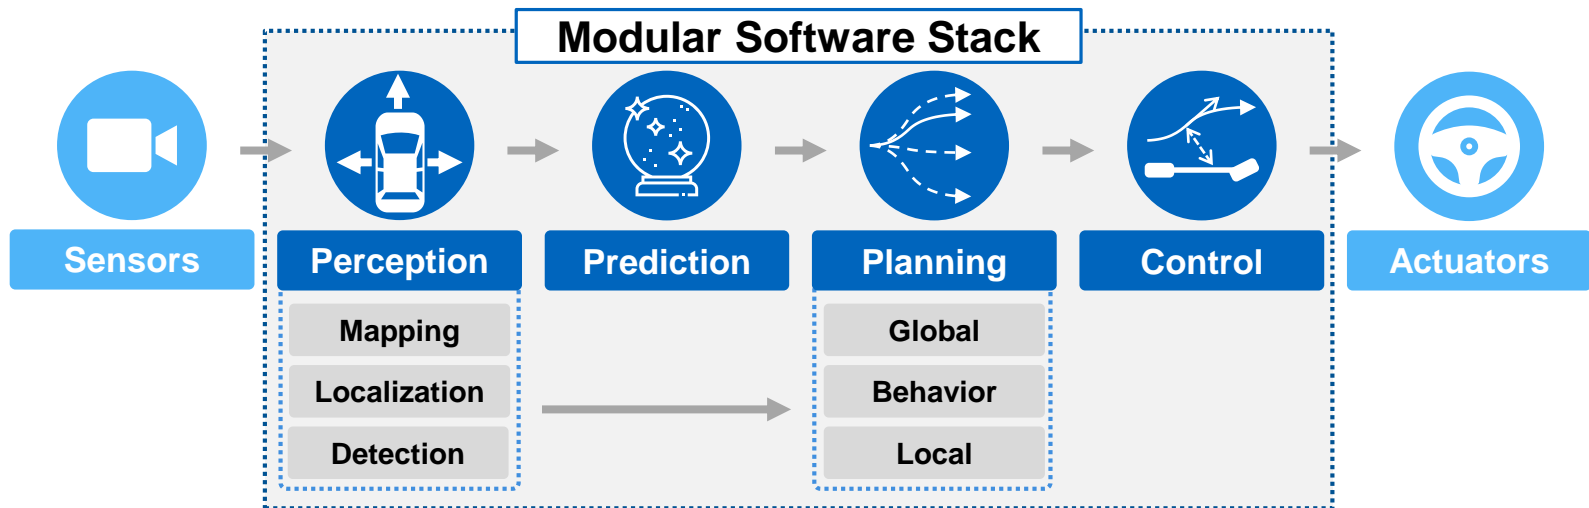 Modular Software Stack
Sensors
Perception
Prediction
Planning
Control
Actuators
Mapping
Localization
Detection
Global
Behavior
Local